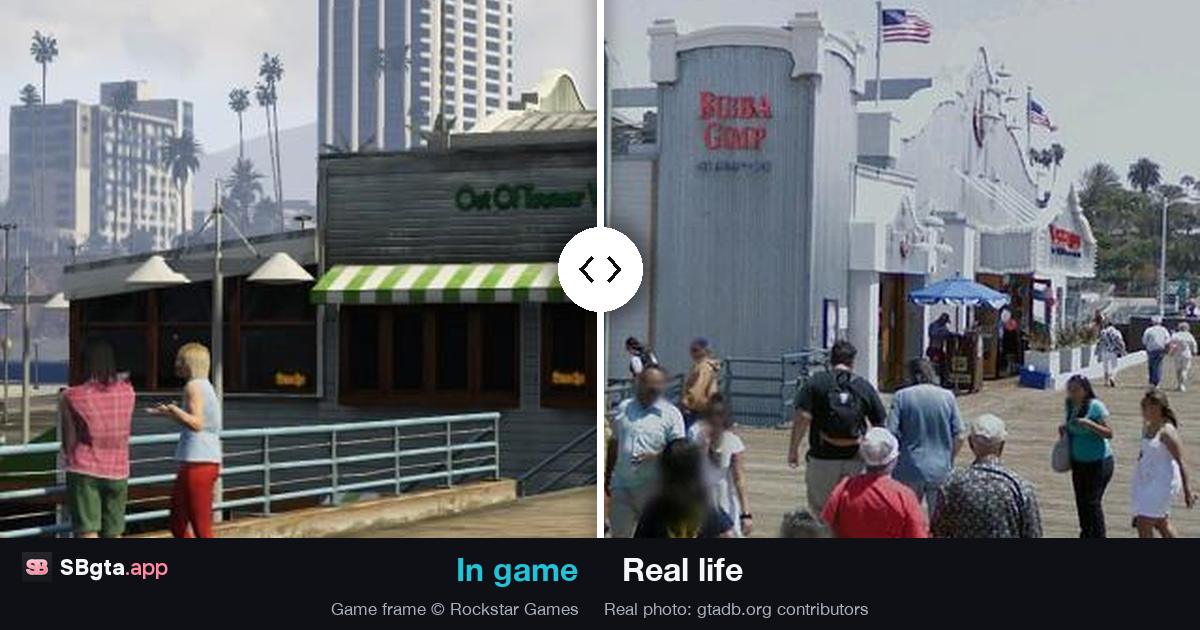 Out Of Towner
BUBBA
GUMP
SB SBgta.app
In game
Real life
Game frame © Rockstar Games
Real photo: gtadb.org contributors